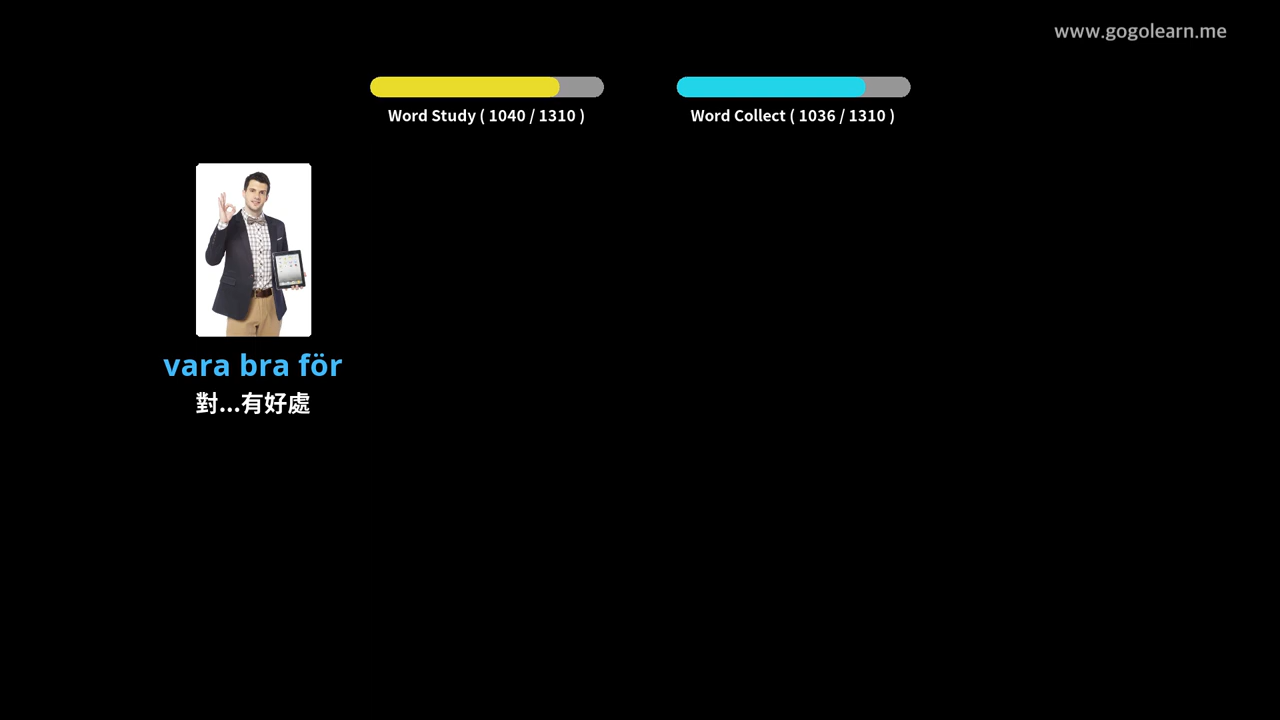 www.gogolearn.me
Word Study ( 1040 / 1310 )
Word Collect ( 1036 / 1310 )
vara bra för
對...有好處